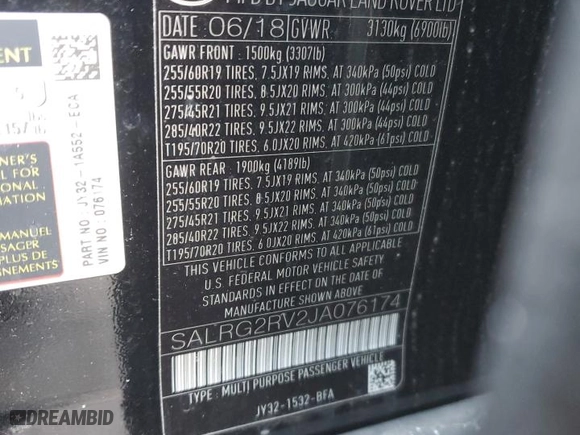 MFD BY JAGUAR LAND ROVER LTD
DATE 06/18 GVWR 3130kg (6900lb)
GAWR FRONT : 1500kg (3307lb)
255/60R19 TIRES, 7.5JX19 RIMS, AT 340kPa (50psi) COLD
255/55R20 TIRES, 8.5JX20 RIMS, AT 300kPa (44psi) COLD
275/45R21 TIRES, 9.5JX21 RIMS, AT 300kPa (44psi) COLD
285/40R22 TIRES, 9.5JX22 RIMS, AT 300kPa (44psi) COLD
T195/70R20 TIRES, 6.0JX20 RIMS, AT 420kPa (61psi) COLD
GAWR REAR : 1900kg (4189lb)
255/60R19 TIRES, 7.5JX19 RIMS, AT 340kPa (50psi) COLD
255/55R20 TIRES, 8.5JX20 RIMS, AT 340kPa (50psi) COLD
275/45R21 TIRES, 9.5JX21 RIMS, AT 340kPa (50psi) COLD
285/40R22 TIRES, 9.5JX22 RIMS, AT 340kPa (50psi) COLD
T195/70R20 TIRES, 6.0JX20 RIMS, AT 420kPa (61psi) COLD
THIS VEHICLE CONFORMS TO ALL APPLICABLE
U.S. FEDERAL MOTOR VEHICLE SAFETY STANDARDS
IN EFFECT ON THE DATE OF
MANUFACTURE SHOWN ABOVE.
SALRG2RV2JA076174
TYPE : MULTI PURPOSE PASSENGER VEHICLE
JY32-1532-BFA
PART NO : JY32-1A552-ECA
VIN NO : 076174
ENT
5
NER'S
FOR
IONAL
MATION
MANUEL
SAGER
PLUS DE
GNEMENTS
DREAMBID